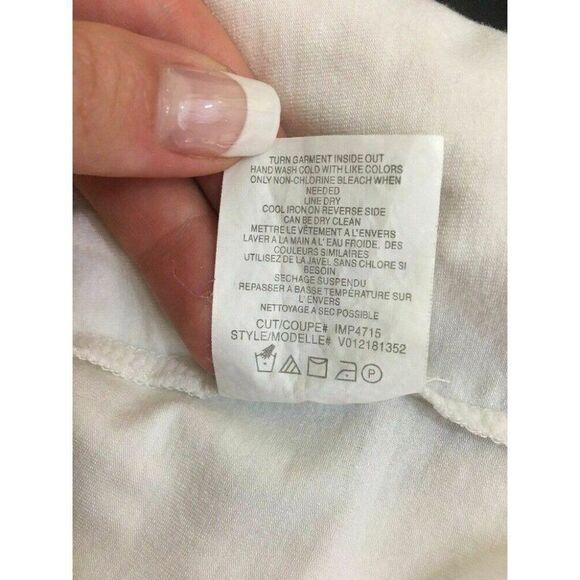 TURN GARMENT INSIDE OUT
HAND WASH COLD WITH LIKE COLORS
ONLY NON-CHLORINE BLEACH WHEN
NEEDED
LINE DRY
COOL IRON ON REVERSE SIDE
CAN BE DRY CLEAN
METTRE LE VÊTEMENT A L'ENVERS
LAVER A LA MAIN A L'EAU FROIDE, DES
COULEURS SIMILAIRES
UTILISEZ DE LA JAVEL SANS CHLORE SI
BESOIN
SECHAGE SUSPENDU
REPASSER A BASSE TEMPÉRATURE SUR
L'ENVERS
NETTOYAGE A SEC POSSIBLE
CUT/COUPE# IMP4715
STYLE/MODELLE# V012181352
P